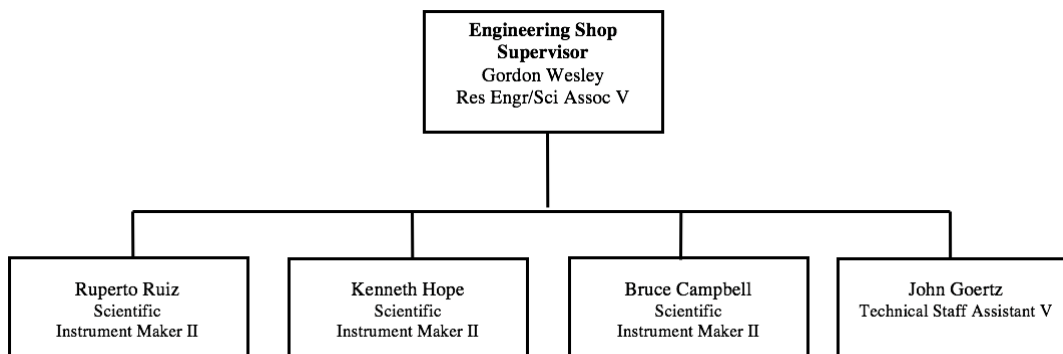 Engineering Shop
Supervisor
Gordon Wesley
Res Engr/Sci Assoc V
Ruperto Ruiz
Scientific
Instrument Maker II
Kenneth Hope
Scientific
Instrument Maker II
Bruce Campbell
Scientific
Instrument Maker II
John Goertz
Technical Staff Assistant V